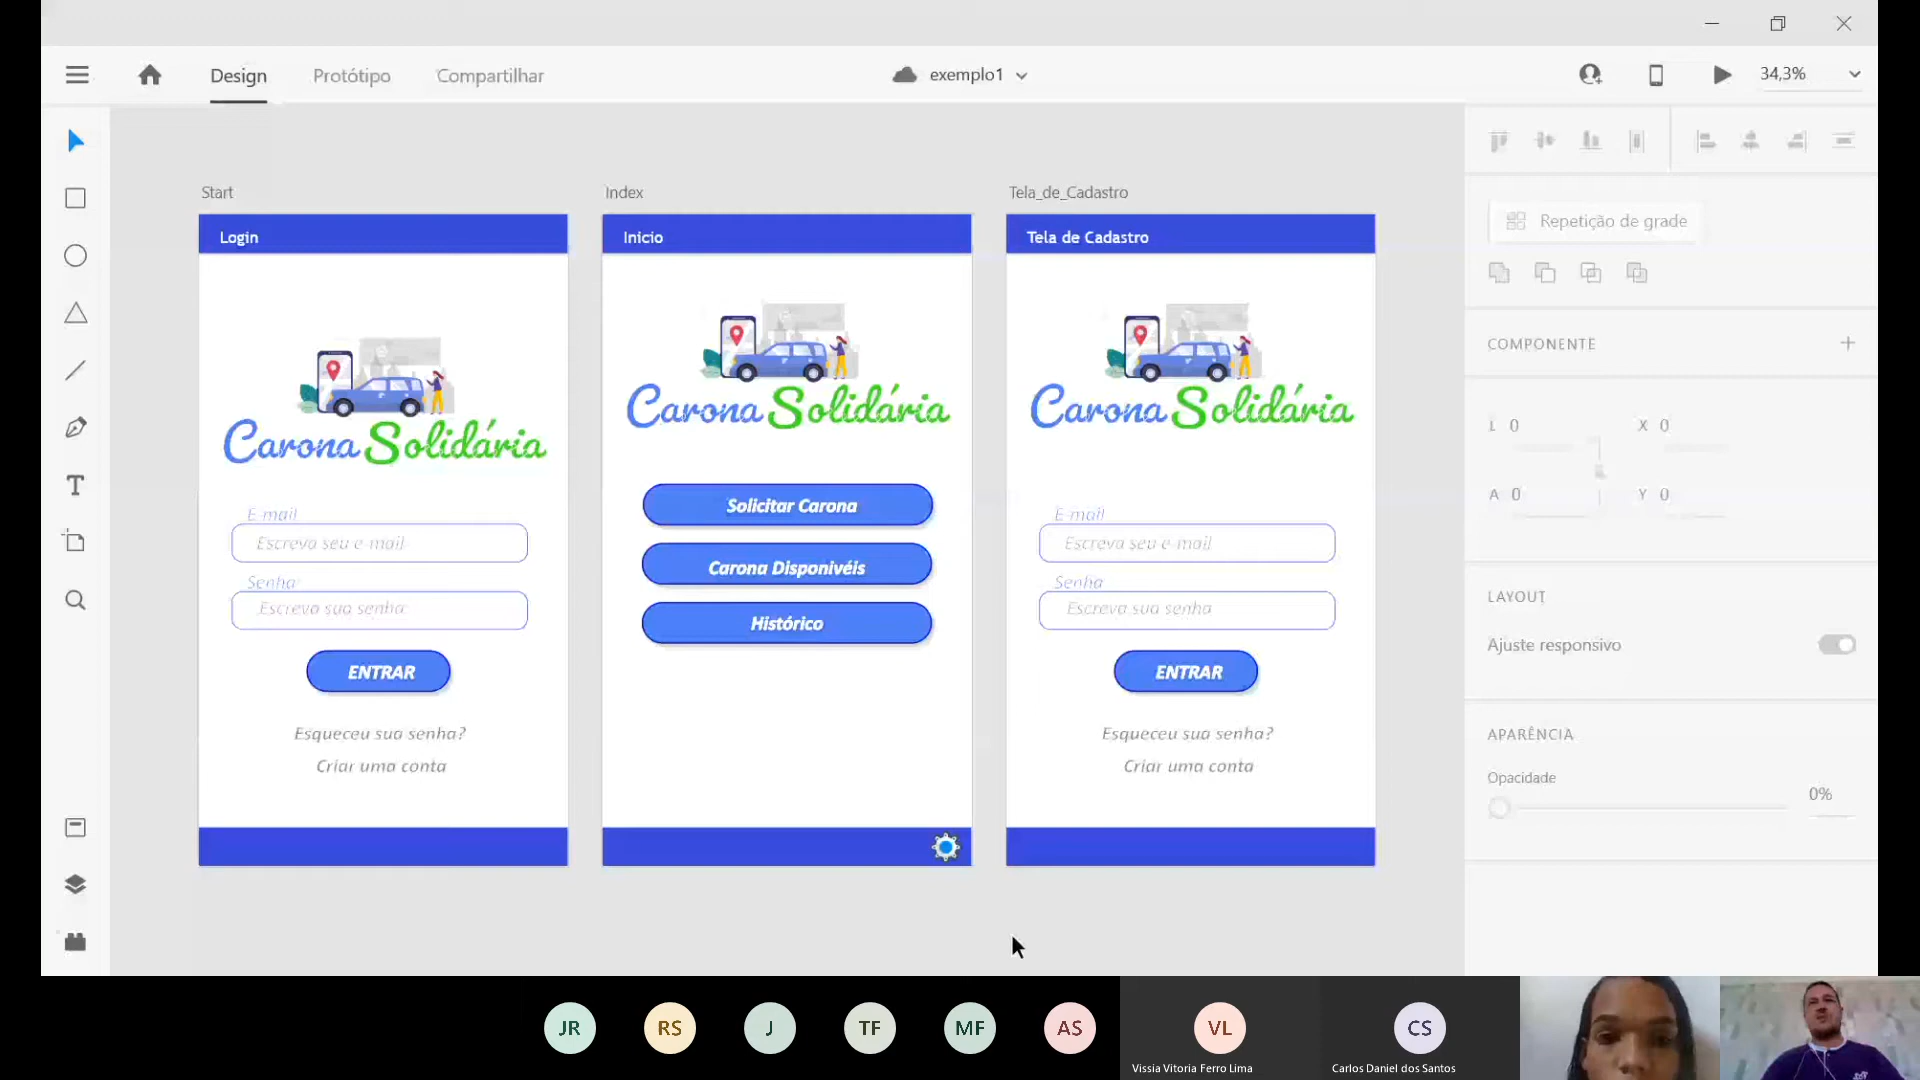 Design
Protótipo
Compartilhar
exemplo1
34,3%
Start
Index
Tela_de_Cadastro
Login
Inicio
Tela de Cadastro
Carona Solidária
Carona Solidária
Carona Solidária
E-mail
Escreva seu e-mail
Senha
Escreva sua senha
ENTRAR
Esqueceu sua senha?
Criar uma conta
Solicitar Carona
Carona Disponivéis
Histórico
E-mail
Escreva seu e-mail
Senha
Escreva sua senha
ENTRAR
Esqueceu sua senha?
Criar uma conta
Repetição de grade
COMPONENTE
L 0
X 0
A 0
Y 0
LAYOUT
Ajuste responsivo
APARÊNCIA
Opacidade
0%
JR
RS
J
TF
MF
AS
VL
CS
Vissia Vitoria Ferro Lima
Carlos Daniel dos Santos